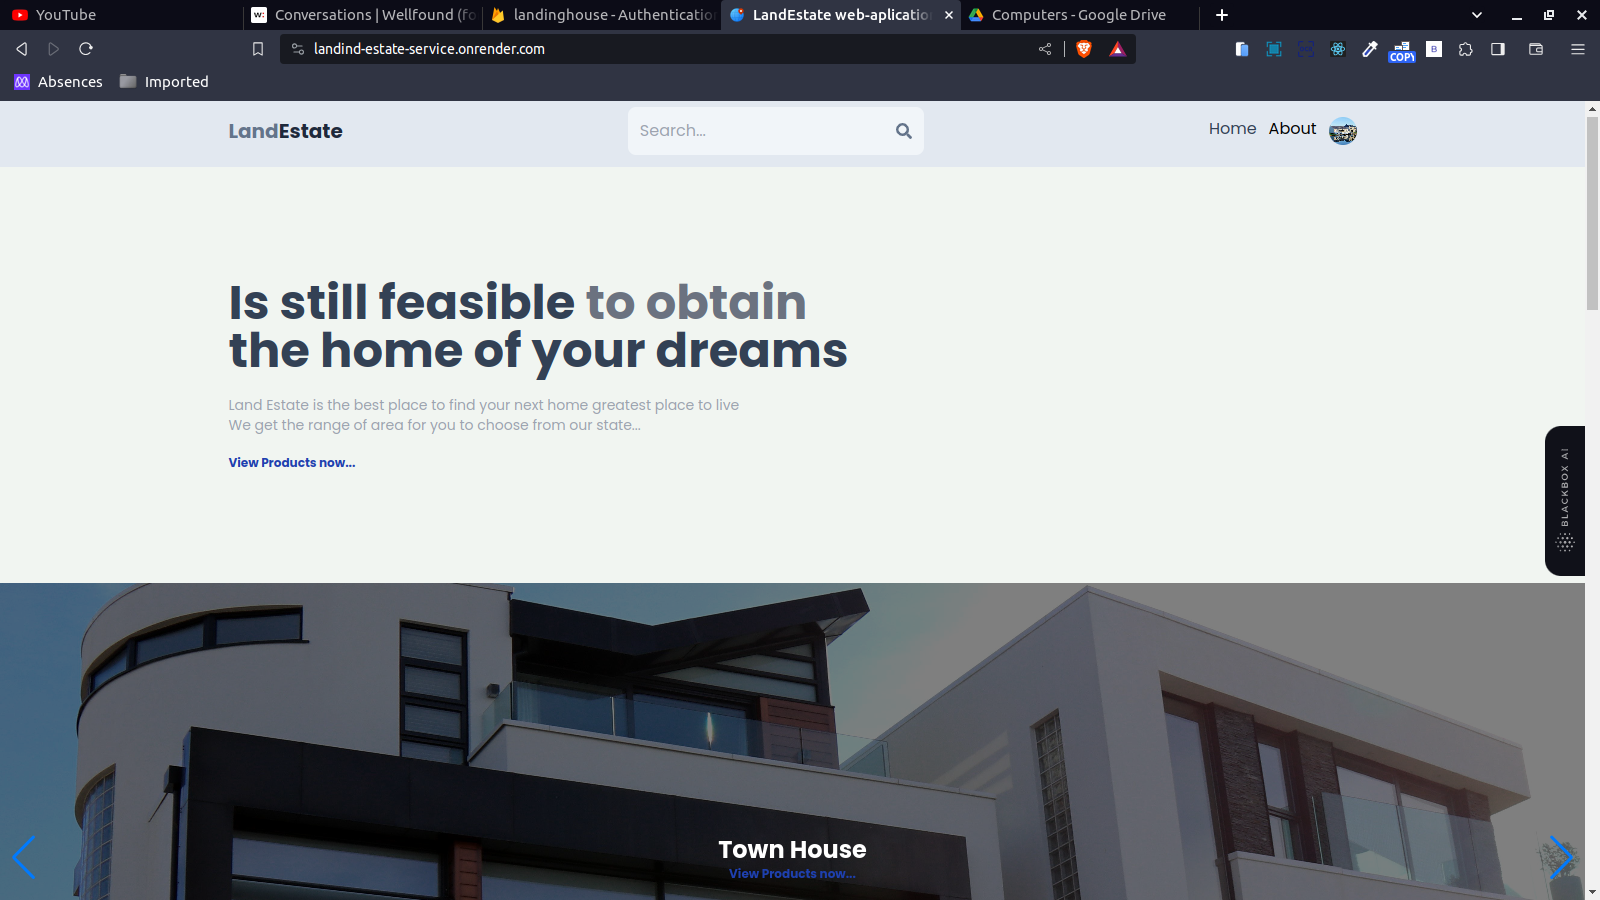 YouTube
Conversations | Wellfound (fo
landinghouse - Authentication
LandEstate web-aplication
Computers - Google Drive
landind-estate-service.onrender.com
COPY
B
Absences
Imported
LandEstate
Search...
Home
About
Is still feasible to obtain
the home of your dreams
Land Estate is the best place to find your next home greatest place to live
We get the range of area for you to choose from our state...
View Products now...
BLACKBOX AI
Town House
View Products now...